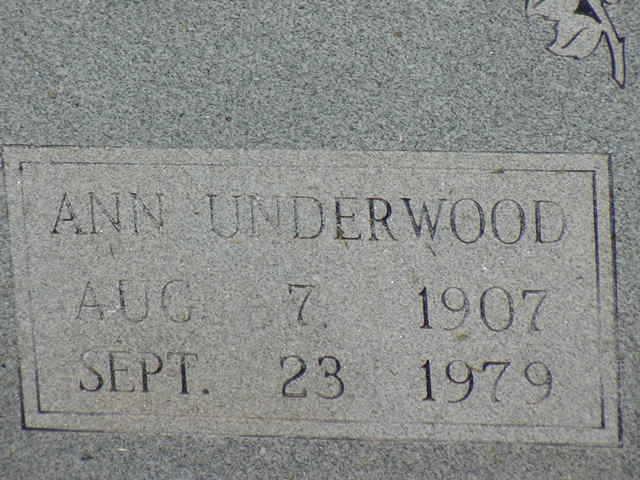 ANN UNDERWOOD
AUG 7. 1907
SEPT. 23 1979